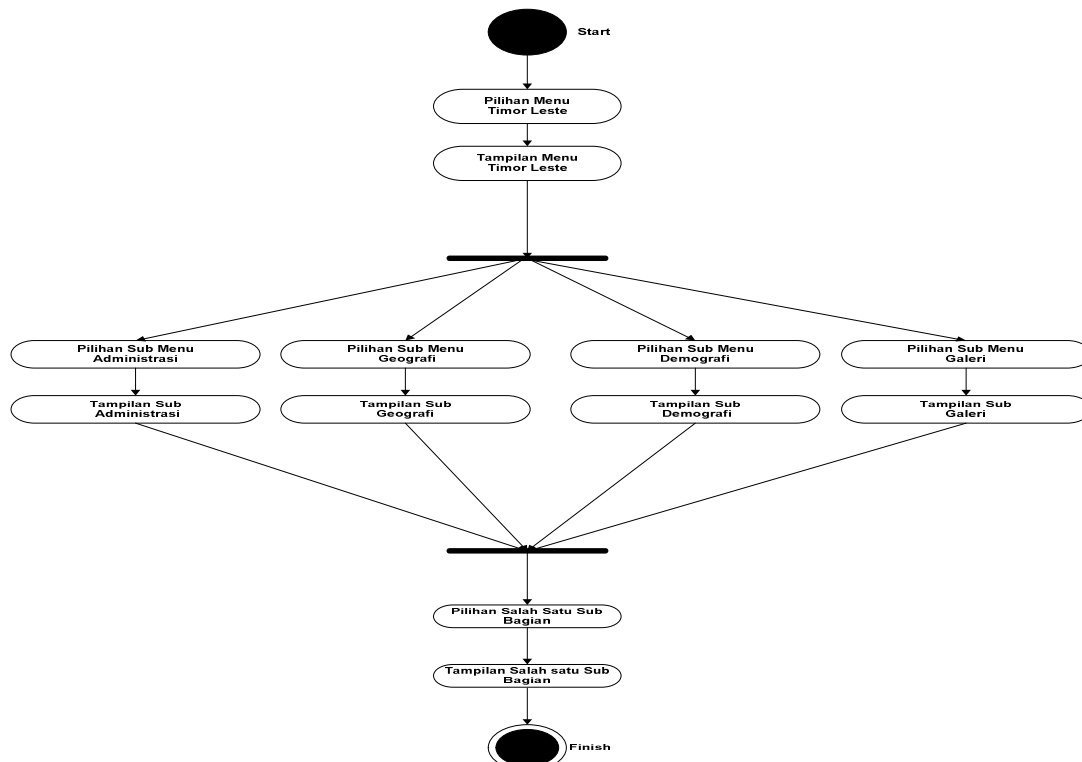 Start
Pilihan Menu
Timor Leste
Tampilan Menu
Timor Leste
Pilihan Sub Menu
Administrasi
Pilihan Sub Menu
Geografi
Pilihan Sub Menu
Demografi
Pilihan Sub Menu
Galeri
Tampilan Sub
Administrasi
Tampilan Sub
Geografi
Tampilan Sub
Demografi
Tampilan Sub
Galeri
Pilihan Salah Satu Sub
Bagian
Tampilan Salah satu Sub
Bagian
Finish